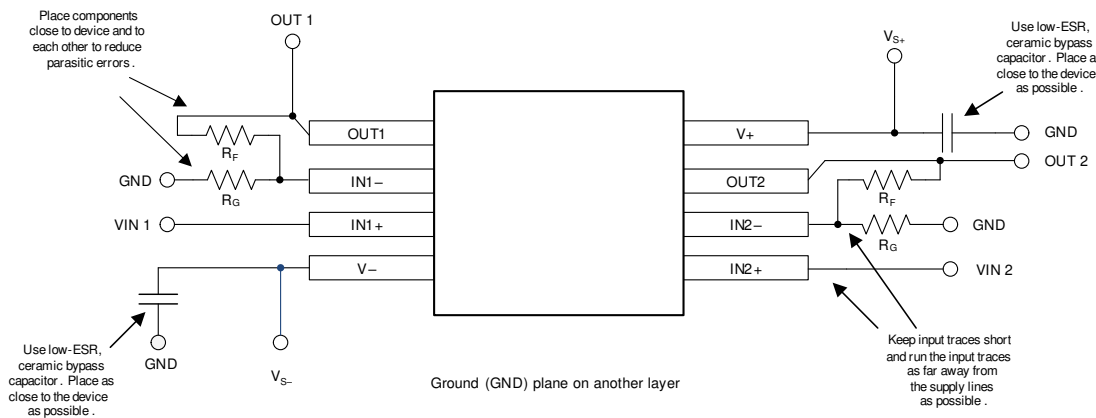 Place components
close to device and to
each other to reduce
parasitic errors .
OUT 1
VS+
Use low-ESR,
ceramic bypass
capacitor . Place a
close to the device
as possible .
OUT1
RF
GND
RG
IN1−
VIN 1
IN1+
V−
V+
GND
OUT 2
OUT2
RF
IN2−
RG
GND
IN2+
VIN 2
Use low-ESR,
ceramic bypass
capacitor . Place as
close to the device
as possible .
GND
VS−
Ground (GND) plane on another layer
Keep input traces short
and run the input traces
as far away from
the supply lines
as possible .